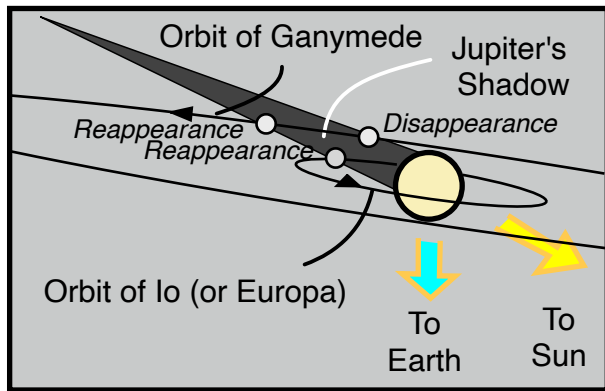 Orbit of Ganymede
Jupiter's
Shadow
Reappearance
Disappearance
Reappearance
Orbit of Io (or Europa)
To
Earth
To
Sun